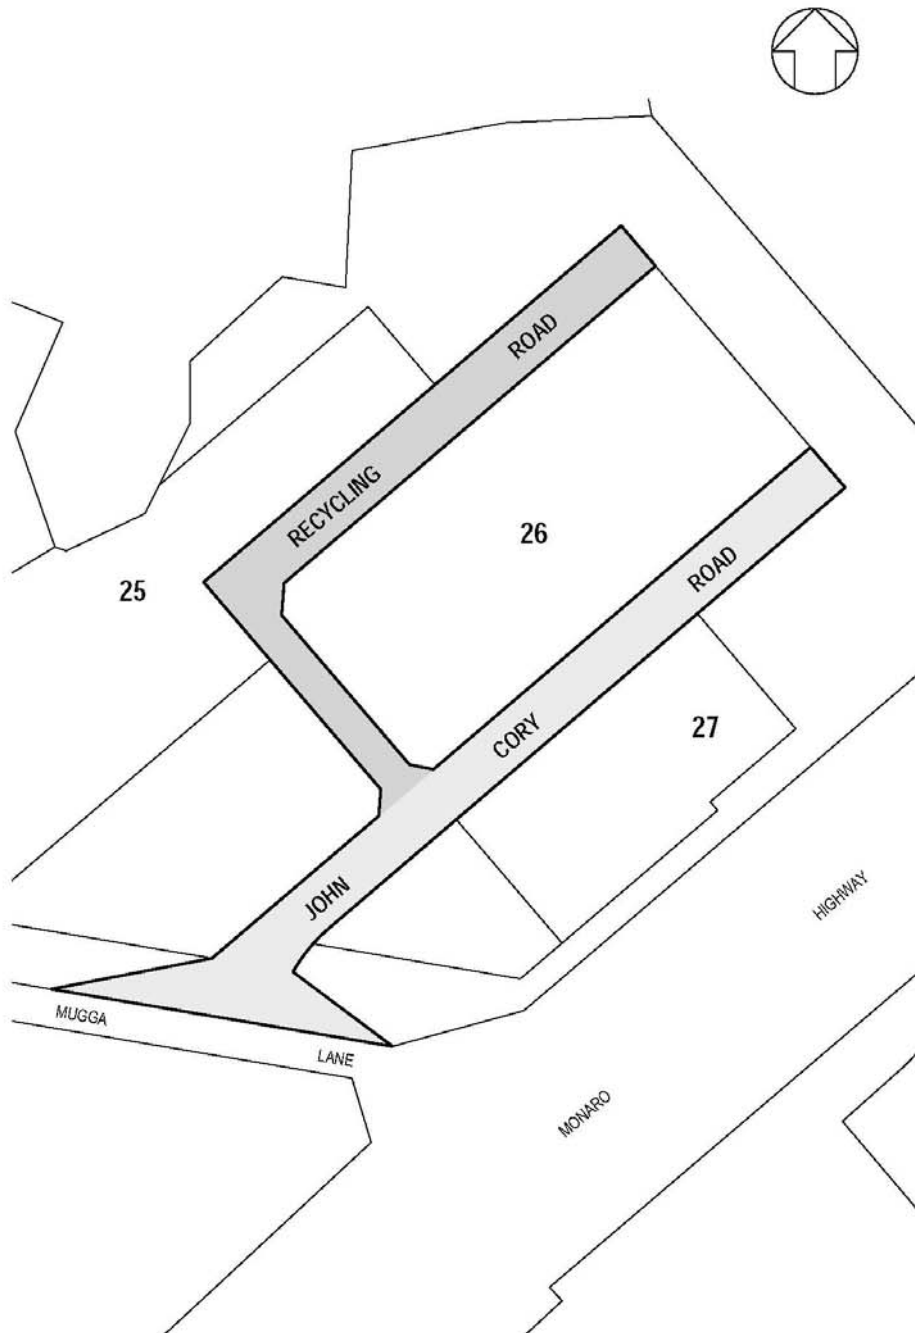 RECYCLING ROAD
25
26
JOHN CORY ROAD
27
MUGGA LANE
MONARO HIGHWAY